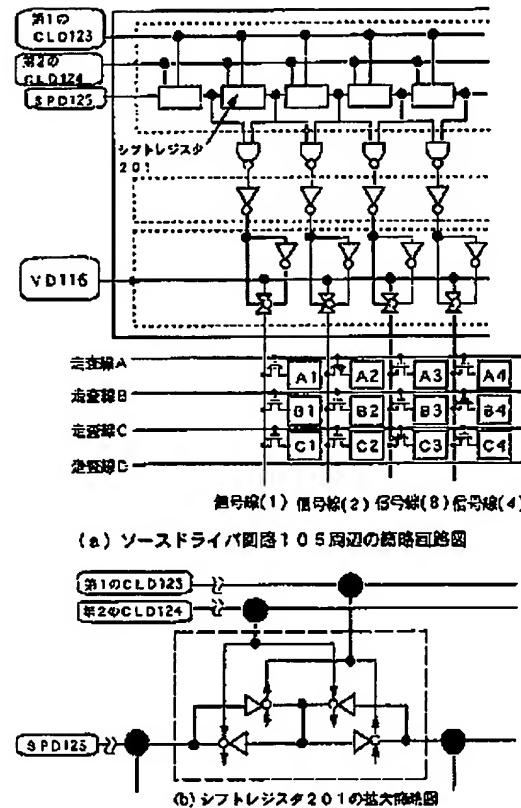 第1の
CLD123
第2の
CLD124
SPD125
シフトレジスタ
201
VD116
走査線A
走査線B
走査線C
走査線D
A1 A2 A3 A4
B1 B2 B3 B4
C1 C2 C3 C4
信号線(1) 信号線(2) 信号線(3) 信号線(4)
(a) ソースドライバ回路105周辺の概略回路図
第1のCLD123
第2のCLD124
SPD125
(b) シフトレジスタ201の拡大概略図